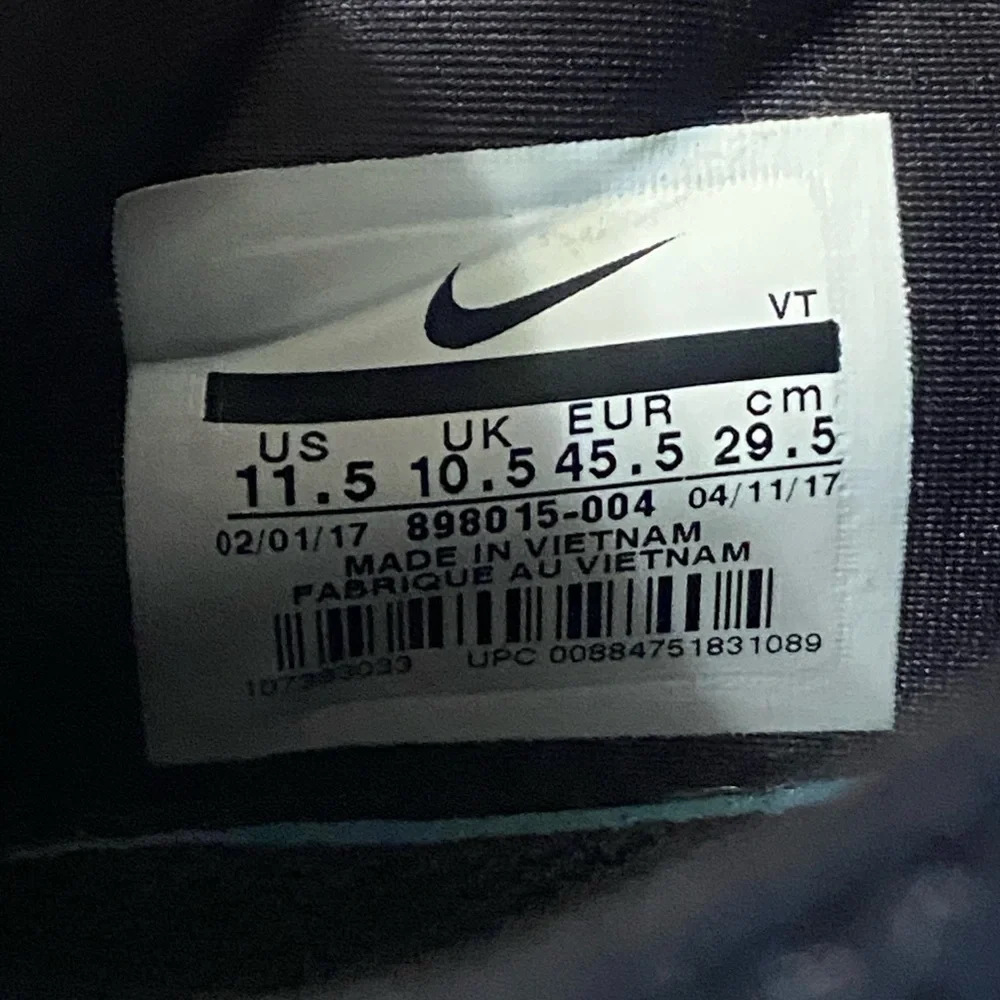 VT
US UK EUR cm
11.5 10.5 45.5 29.5
02/01/17 898015-004 04/11/17
MADE IN VIETNAM
FABRIQUE AU VIETNAM
UPC 00884751831089